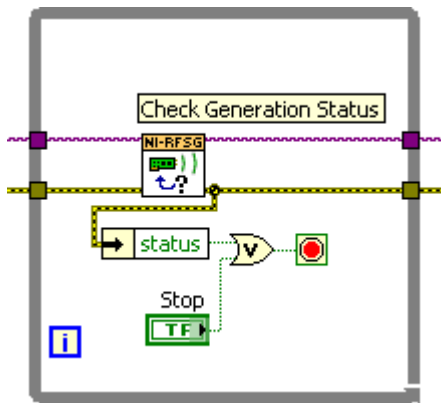 Check Generation Status
NI-RFSG
?
status
V
Stop
TF
i